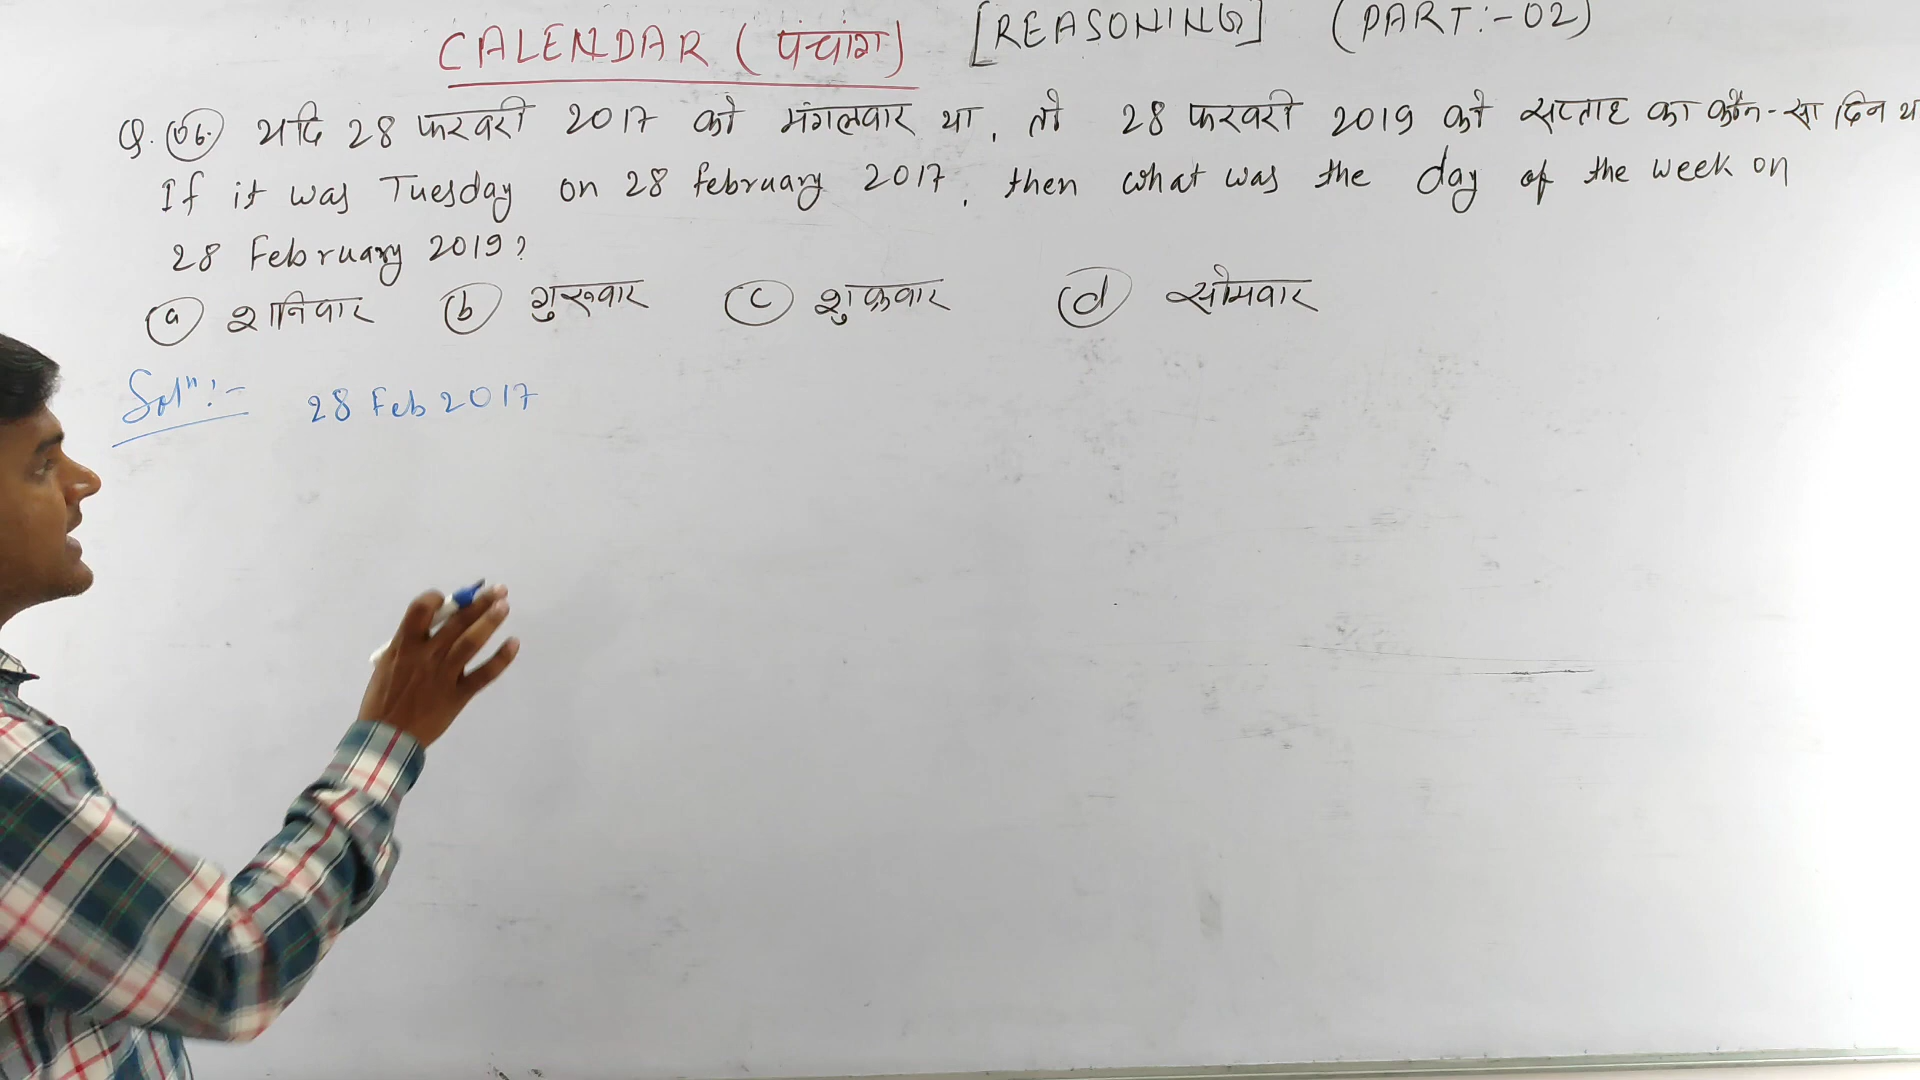 CALENDAR (पंचांग) [REASONING] (PART:-02)
Q. 06. यदि 28 फरवरी 2017 को मंगलवार था, तो 28 फरवरी 2019 को सप्ताह का कौन-सा दिन था
If it was Tuesday on 28 february 2017, then what was the day of the week on
28 February 2019?
(a) शनिवार (b) गुरूवार (c) शुक्रवार (d) सोमवार
Solⁿ:- 28 Feb 2017